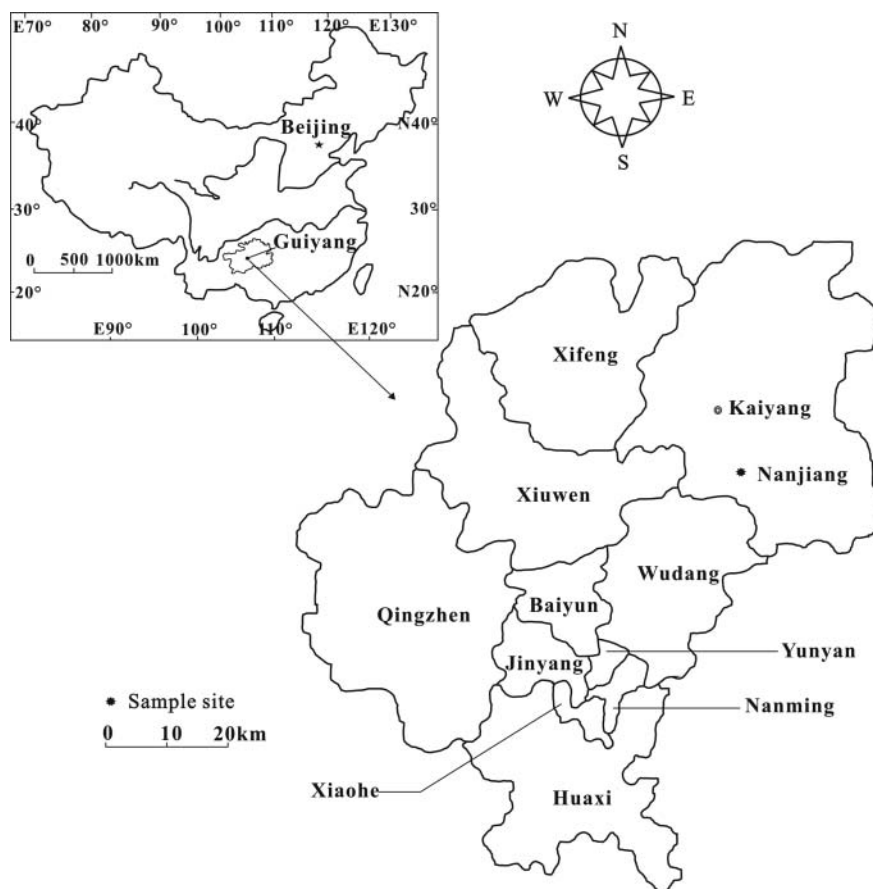 E70° 80° 90° 100° 110° 120° E130°
40° N40°
Beijing
30° 30°
Guiyang
0 500 1000km
20° N20°
E90° 100° 110° E120°
N
W E
S
Xifeng
Kaiyang
Nanjiang
Xiuwen
Wudang
Baiyun
Qingzhen
Yunyan
Jinyang
Sample site
Nanming
0 10 20km
Xiaohe
Huaxi